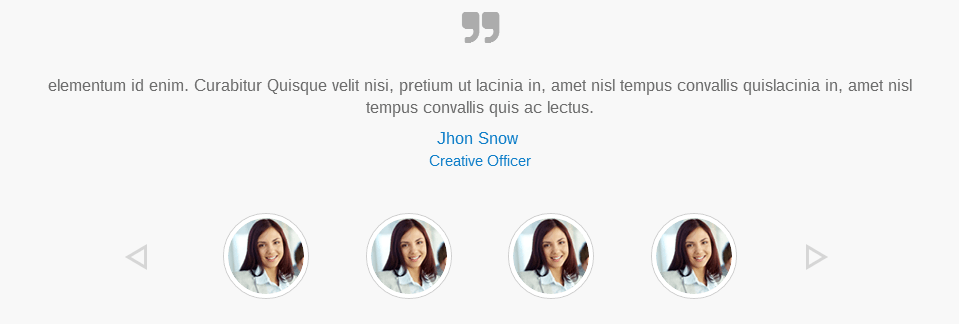 elementum id enim. Curabitur Quisque velit nisi, pretium ut lacinia in, amet nisl tempus convallis quislacinia in, amet nisl
tempus convallis quis ac lectus.
Jhon Snow
Creative Officer